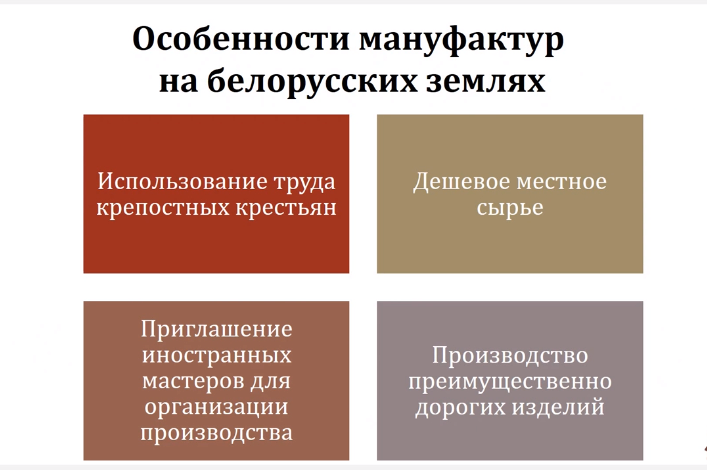 Особенности мануфактур
на белорусских землях
Использование труда
крепостных крестьян
Дешевое местное
сырье
Приглашение
иностранных
мастеров для
организации
производства
Производство
преимущественно
дорогих изделий